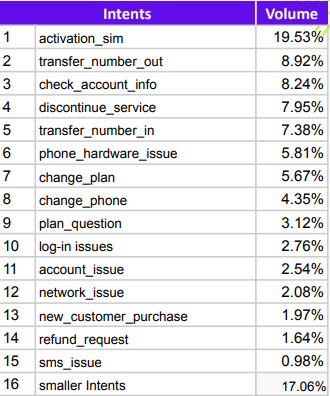 Intents Volume
1 activation_sim 19.53%
2 transfer_number_out 8.92%
3 check_account_info 8.24%
4 discontinue_service 7.95%
5 transfer_number_in 7.38%
6 phone_hardware_issue 5.81%
7 change_plan 5.67%
8 change_phone 4.35%
9 plan_question 3.12%
10 log-in issues 2.76%
11 account_issue 2.54%
12 network_issue 2.08%
13 new_customer_purchase 1.97%
14 refund_request 1.64%
15 sms_issue 0.98%
16 smaller Intents 17.06%